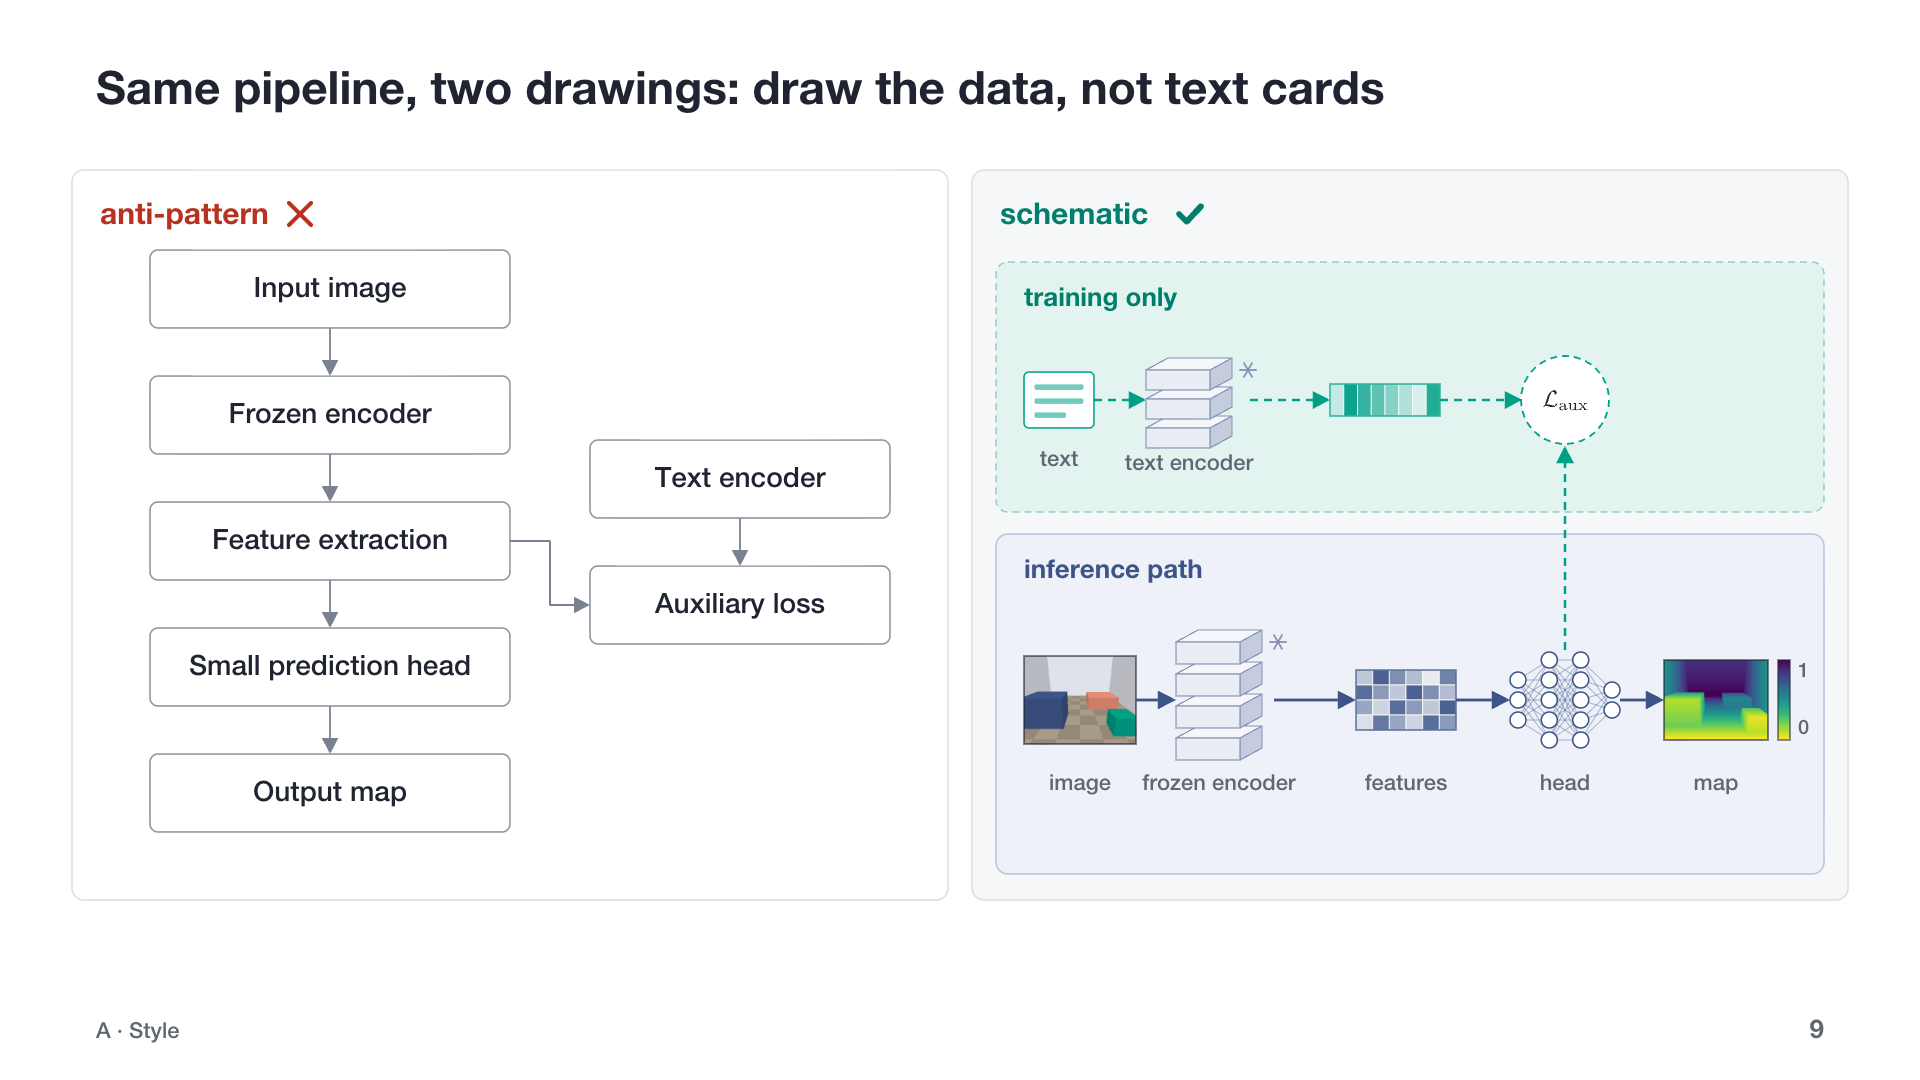 Same pipeline, two drawings: draw the data, not text cards
anti-pattern
Input image
Frozen encoder
Feature extraction
Small prediction head
Output map
Text encoder
Auxiliary loss
schematic
training only
text
text encoder
ℒaux
inference path
image
frozen encoder
features
head
map
1
0
A · Style
9